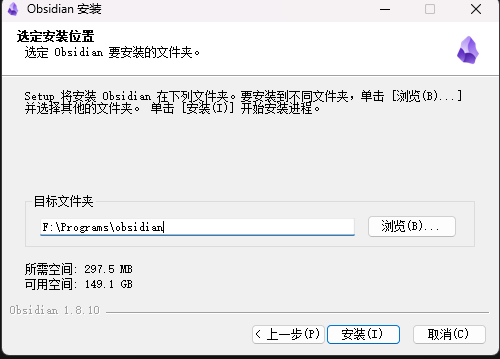 Obsidian 安装
选定安装位置
选定 Obsidian 要安装的文件夹。
Setup 将安装 Obsidian 在下列文件夹。要安装到不同文件夹，单击 [浏览(B)...]
并选择其他的文件夹。 单击 [安装(I)] 开始安装进程。
目标文件夹
F:\Programs\obsidian
浏览(B)...
所需空间: 297.5 MB
可用空间: 149.1 GB
Obsidian 1.8.10
< 上一步(P)
安装(I)
取消(C)